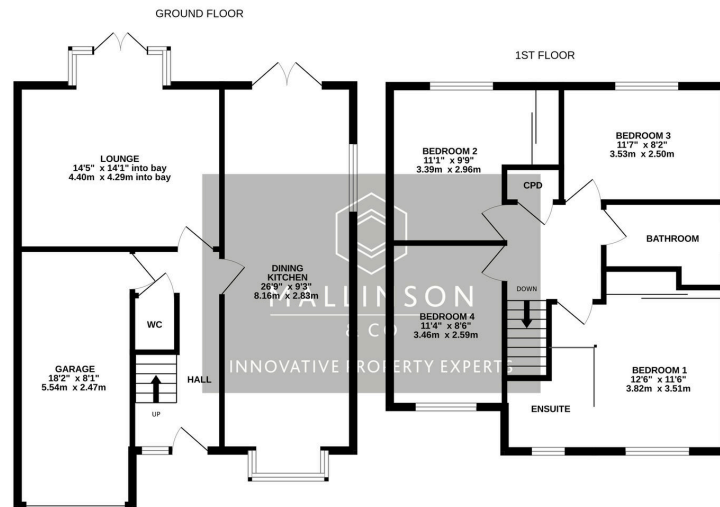 GROUND FLOOR
LOUNGE
14'5" x 14'1" into bay
4.40m x 4.29m into bay
DINING
KITCHEN
26'9" x 9'3"
8.16m x 2.83m
WC
GARAGE
18'2" x 8'1"
5.54m x 2.47m
HALL
UP
1ST FLOOR
BEDROOM 2
11'1" x 9'9"
3.39m x 2.96m
BEDROOM 3
11'7" x 8'2"
3.53m x 2.50m
CPD
BATHROOM
DOWN
BEDROOM 4
11'4" x 8'6"
3.46m x 2.59m
BEDROOM 1
12'6" x 11'6"
3.82m x 3.51m
ENSUITE
MALLINSON
& CO
INNOVATIVE PROPERTY EXPERTS